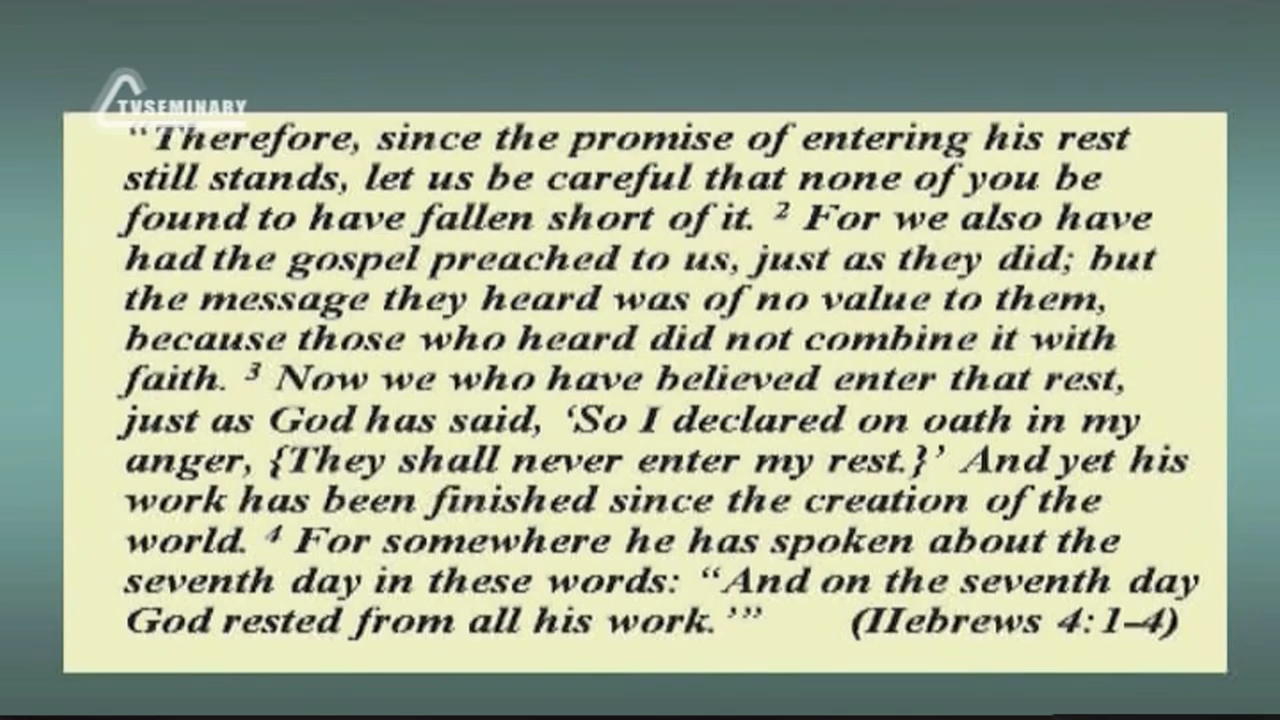 TVSEMINARY
“Therefore, since the promise of entering his rest
still stands, let us be careful that none of you be
found to have fallen short of it. ² For we also have
had the gospel preached to us, just as they did; but
the message they heard was of no value to them,
because those who heard did not combine it with
faith. ³ Now we who have believed enter that rest,
just as God has said, ‘So I declared on oath in my
anger, {They shall never enter my rest.}’ And yet his
work has been finished since the creation of the
world. ⁴ For somewhere he has spoken about the
seventh day in these words: “And on the seventh day
God rested from all his work.’” (Hebrews 4:1–4)